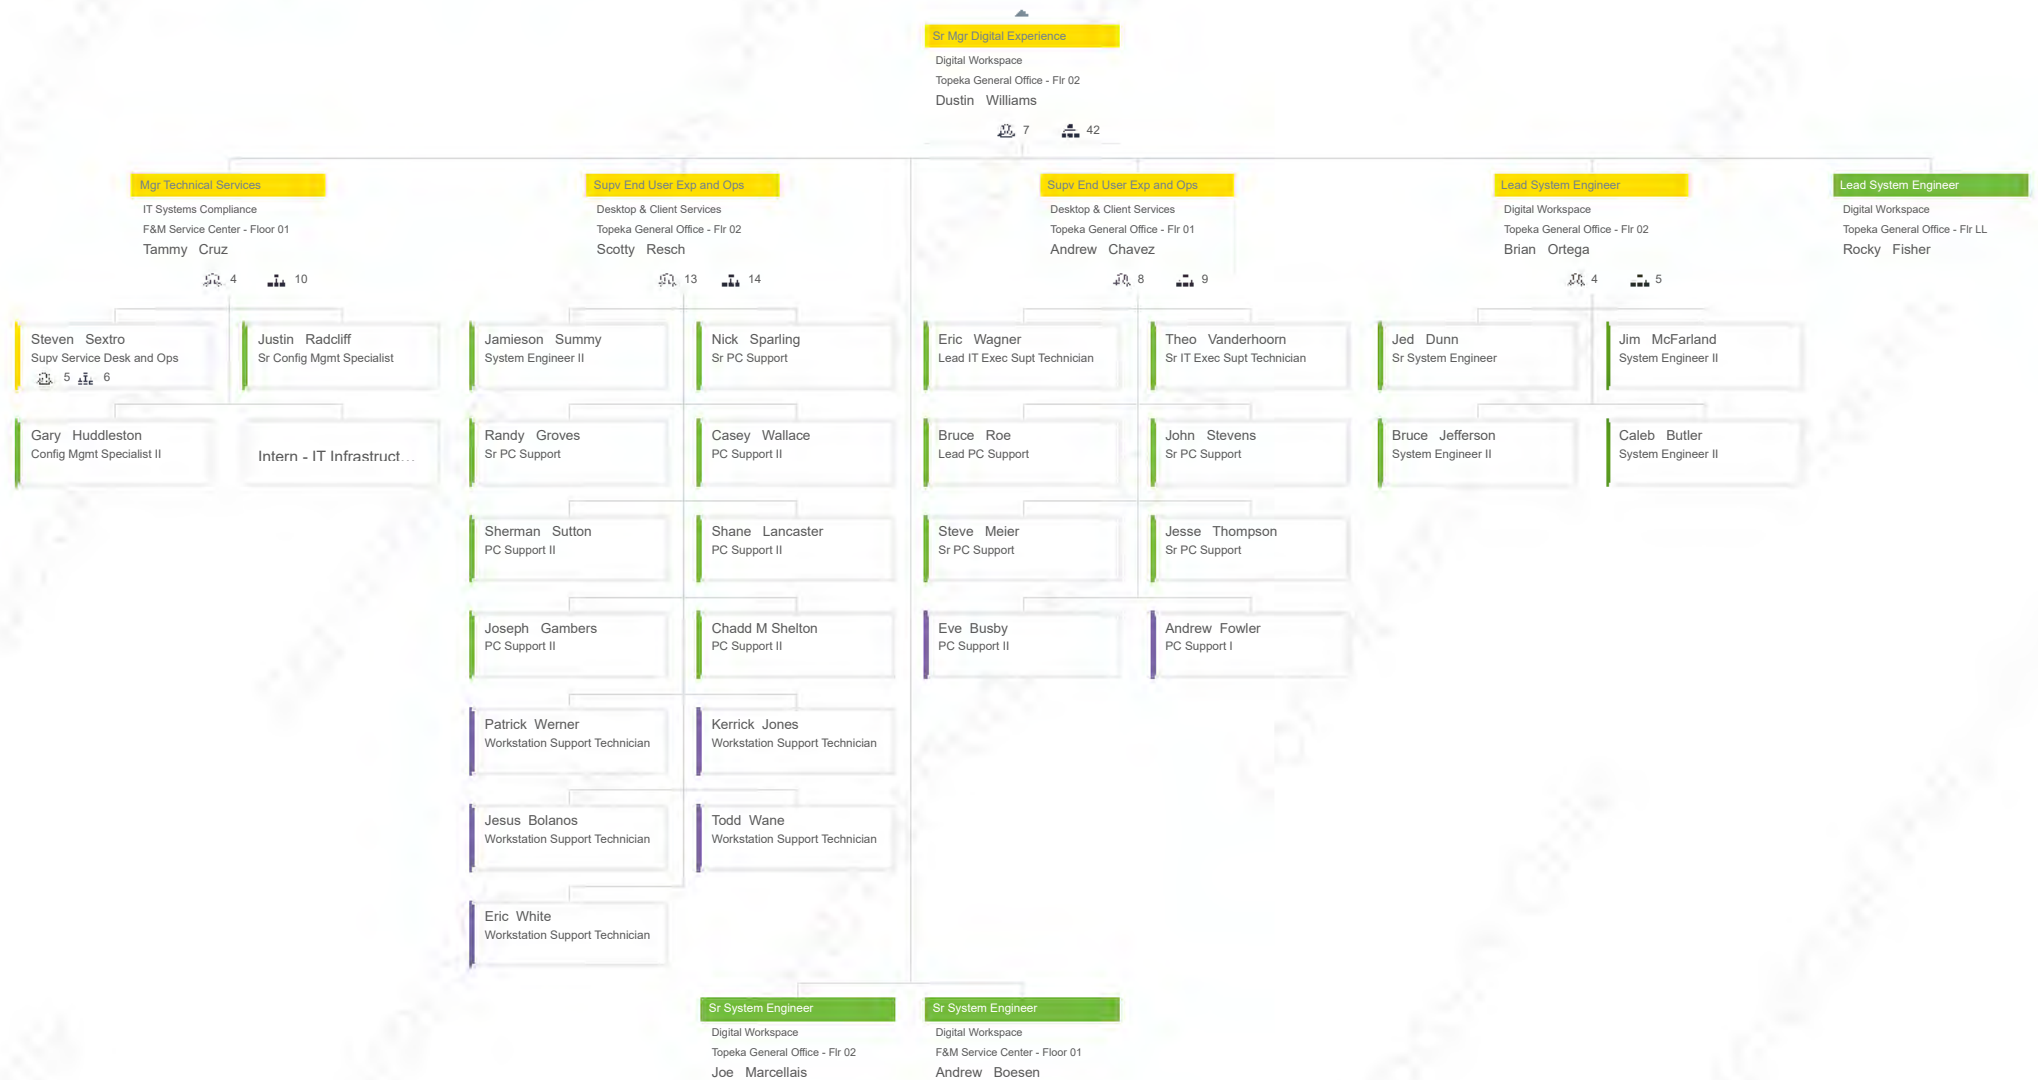 Sr Mgr Digital Experience
Digital Workspace
Topeka General Office - Flr 02
Dustin Williams
7 42
Mgr Technical Services
IT Systems Compliance
F&M Service Center - Floor 01
Tammy Cruz
4 10
Steven Sextro
Supv Service Desk and Ops
5 6
Justin Radcliff
Sr Config Mgmt Specialist
Gary Huddleston
Config Mgmt Specialist II
Intern - IT Infrastruct...
Supv End User Exp and Ops
Desktop & Client Services
Topeka General Office - Flr 02
Scotty Resch
13 14
Jamieson Summy
System Engineer II
Nick Sparling
Sr PC Support
Randy Groves
Sr PC Support
Casey Wallace
PC Support II
Sherman Sutton
PC Support II
Shane Lancaster
PC Support II
Joseph Gambers
PC Support II
Chadd M Shelton
PC Support II
Patrick Werner
Workstation Support Technician
Kerrick Jones
Workstation Support Technician
Jesus Bolanos
Workstation Support Technician
Todd Wane
Workstation Support Technician
Eric White
Workstation Support Technician
Supv End User Exp and Ops
Desktop & Client Services
Topeka General Office - Flr 01
Andrew Chavez
8 9
Eric Wagner
Lead IT Exec Supt Technician
Theo Vanderhoorn
Sr IT Exec Supt Technician
Bruce Roe
Lead PC Support
John Stevens
Sr PC Support
Steve Meier
Sr PC Support
Jesse Thompson
Sr PC Support
Eve Busby
PC Support II
Andrew Fowler
PC Support I
Lead System Engineer
Digital Workspace
Topeka General Office - Flr 02
Brian Ortega
4 5
Jed Dunn
Sr System Engineer
Jim McFarland
System Engineer II
Bruce Jefferson
System Engineer II
Caleb Butler
System Engineer II
Lead System Engineer
Digital Workspace
Topeka General Office - Flr LL
Rocky Fisher
Sr System Engineer
Digital Workspace
Topeka General Office - Flr 02
Joe Marcellais
Sr System Engineer
Digital Workspace
F&M Service Center - Floor 01
Andrew Boesen